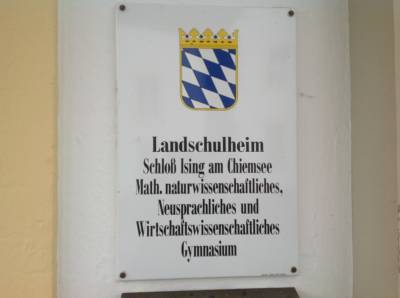 Landschulheim
Schloß Ising am Chiemsee
Math. naturwissenschaftliches,
Neusprachliches und
Wirtschaftswissenschaftliches
Gymnasium